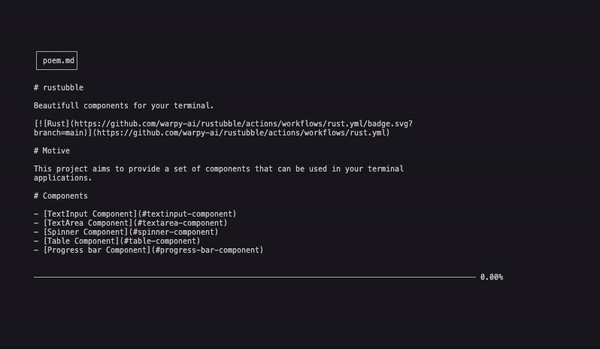 poem.md
# rustubble
Beautifull components for your terminal.
[![Rust](https://github.com/warpy-ai/rustubble/actions/workflows/rust.yml/badge.svg?
branch=main)](https://github.com/warpy-ai/rustubble/actions/workflows/rust.yml)
# Motive
This project aims to provide a set of components that can be used in your terminal
applications.
# Components
- [TextInput Component](#textinput-component)
- [TextArea Component](#textarea-component)
- [Spinner Component](#spinner-component)
- [Table Component](#table-component)
- [Progress bar Component](#progress-bar-component)
0.00%